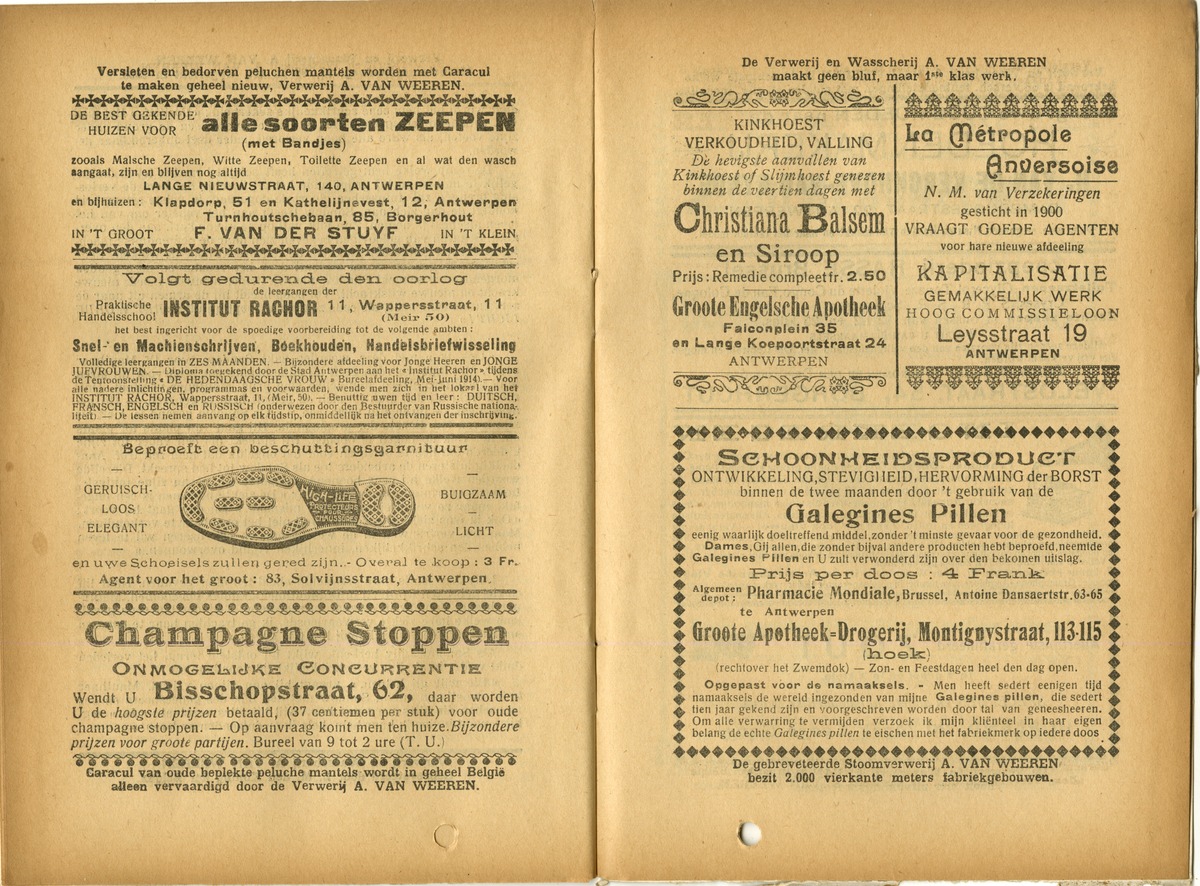 Versleten en bedorven peluchen mantels worden met Caracul
te maken geheel nieuw, Verwerij A. VAN WEEREN.
DE BEST GEKENDE
HUIZEN VOOR
alle soorten ZEEPEN
(met Bandjes)
zooals Malsche Zeepen, Witte Zeepen, Toilette Zeepen en al wat den wasch
aangaat, zijn en blijven nog altijd
LANGE NIEUWSTRAAT, 140, ANTWERPEN
en bijhuizen: Klapdorp, 51 en Kathelijnevest, 12, Antwerpen
Turnhoutschebaan, 85, Borgerhout
IN 'T GROOT F. VAN DER STUYF IN 'T KLEIN
Volgt gedurende den oorlog
de leergangen der
Praktische
Handelsschool
INSTITUT RACHOR 11, Wappersstraat, 11
(Meir 50)
het best ingericht voor de spoedige voorbereiding tot de volgende ambten:
Snel- en Machienschrijven, Boekhouden, Handelsbriefwisseling
Volledige leergangen in ZES MAANDEN. — Bijzondere afdeeling voor Jonge Heeren en JONGE
JUFVROUWEN. — Diploma toegekend door de Stad Antwerpen aan het « Institut Rachor » tijdens
de Tentoonstelling « DE HEDENDAAGSCHE VROUW » Bureelafdeling, Mei-Juni 1914). — Voor
alle nadere inlichtingen, programmas en voorwaarden, wende men zich in het lokaal van het
INSTITUT RACHOR, Wappersstraat, 11, (Meir, 50). — Benuttig uwen tijd en leer: DUITSCH,
FRANSCH, ENGELSCH en RUSSISCH (onderwezen door den Bestuurder van Russische nationa-
liteit). — De lessen nemen aanvang op elk tijdstip, onmiddellijk na het ontvangen der inschrijving.
Beproeft een beschuttingsgarnituur
GERUISCH-
LOOS
ELEGANT
HIGH-LIFE
PROTECTEURS
POUR
CHAUSSURES
BUIGZAAM
LICHT
en uwe Schoeisels zullen gered zijn. - Overal te koop: 3 Fr.
Agent voor het groot: 83, Solvijnsstraat, Antwerpen.
Champagne Stoppen
ONMOGELIJKE CONCURRENTIE
Wendt U Bisschopstraat, 62, daar worden
U de hoogste prijzen betaald, (37 centiemen per stuk) voor oude
champagne stoppen. — Op aanvraag komt men ten huize. Bijzondere
prijzen voor groote partijen. Bureel van 9 tot 2 ure (T. U.)
Caracul van oude beplekte peluche mantels wordt in geheel België
alleen vervaardigd door de Verwerij A. VAN WEEREN.
De Verwerij en Wasscherij A. VAN WEEREN
maakt geen bluf, maar 1ste klas werk.
KINKHOEST
VERKOUDHEID, VALLING
De hevigste aanvallen van
Kinkhoest of Slijmhoest genezen
binnen de veertien dagen met
Christiana Balsem
en Siroop
Prijs: Remedie compleet fr. 2.50
Groote Engelsche Apotheek
Falconplein 35
en Lange Koepoortstraat 24
ANTWERPEN
La Métropole
Anversoise
N. M. van Verzekeringen
gesticht in 1900
VRAAGT GOEDE AGENTEN
voor hare nieuwe afdeeling
KAPITALISATIE
GEMAKKELIJK WERK
HOOG COMMISSIELOON
Leysstraat 19
ANTWERPEN
SCHOONHEIDSPRODUCT
ONTWIKKELING, STEVIGHEID, HERVORMING der BORST
binnen de twee maanden door 't gebruik van de
Galegines Pillen
eenig waarlijk doeltreffend middel, zonder 't minste gevaar voor de gezondheid.
Dames, Gij allen, die zonder bijval andere producten hebt beproefd, neemt de
Galegines Pillen en U zult verwonderd zijn over den bekomen uitslag.
Prijs per doos: 4 Frank
Algemeen
depot:
Pharmacie Mondiale, Brussel, Antoine Dansaertstr. 63-65
te Antwerpen
Groote Apotheek=Drogerij, Montignystraat, 113-115
(hoek)
(rechtover het Zwemdok) — Zon- en Feestdagen heel den dag open.
Opgepast voor de namaaksels. - Men heeft sedert eenigen tijd
namaaksels de wereld ingezonden van mijne Galegines pillen, die sedert
tien jaar gekend zijn en voorgeschreven worden door tal van geneesheeren.
Om alle verwarring te vermijden verzoek ik mijn kliënteel in haar eigen
belang de echte Galegines pillen te eischen met het fabriekmerk op iedere doos
De gebrevèteerde Stoomverwerij A. VAN WEEREN
bezit 2.000 vierkante meters fabriekgebouwen.